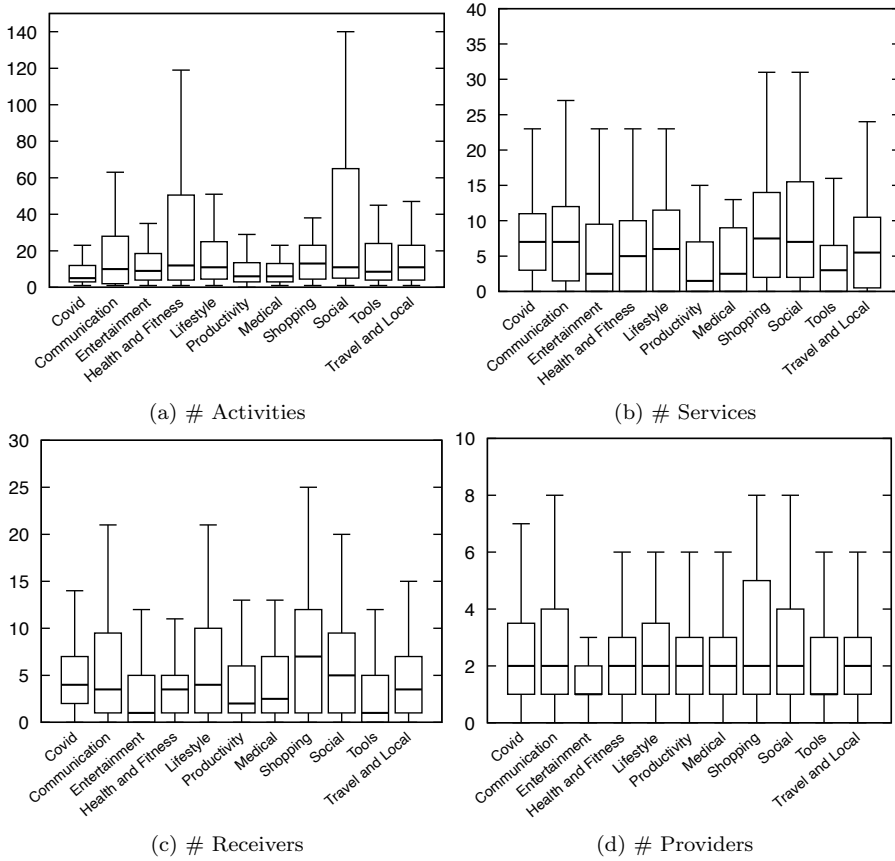 140
120
100
80
60
40
20
0
Covid
Communication
Entertainment
Health and Fitness
Lifestyle
Productivity
Medical
Shopping
Social
Tools
Travel and Local
(a) # Activities
40
35
30
25
20
15
10
5
0
Covid
Communication
Entertainment
Health and Fitness
Lifestyle
Productivity
Medical
Shopping
Social
Tools
Travel and Local
(b) # Services
30
25
20
15
10
5
0
Covid
Communication
Entertainment
Health and Fitness
Lifestyle
Productivity
Medical
Shopping
Social
Tools
Travel and Local
(c) # Receivers
10
8
6
4
2
0
Covid
Communication
Entertainment
Health and Fitness
Lifestyle
Productivity
Medical
Shopping
Social
Tools
Travel and Local
(d) # Providers